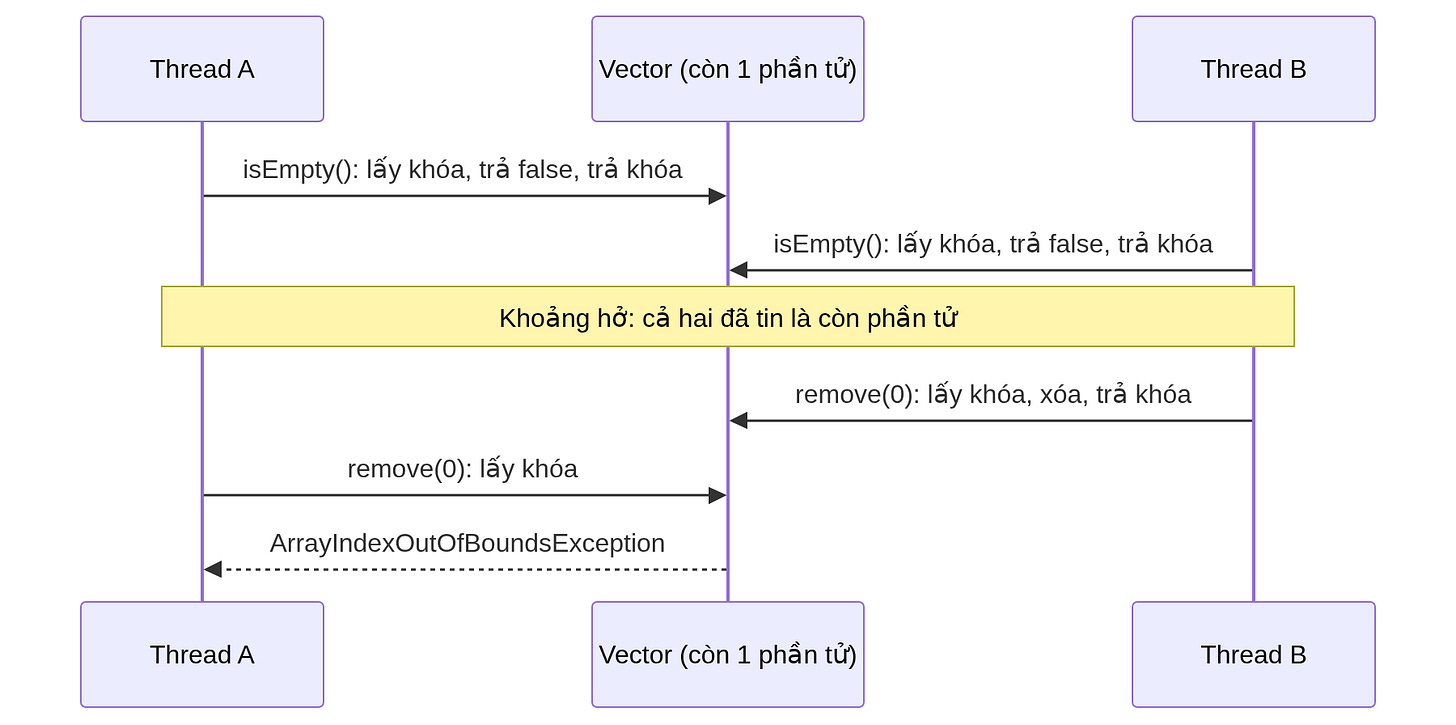 Thread A
Vector (còn 1 phần tử)
Thread B
isEmpty(): lấy khóa, trả false, trả khóa
isEmpty(): lấy khóa, trả false, trả khóa
Khoảng hở: cả hai đã tin là còn phần tử
remove(0): lấy khóa, xóa, trả khóa
remove(0): lấy khóa
ArrayIndexOutOfBoundsException
Thread A
Vector (còn 1 phần tử)
Thread B